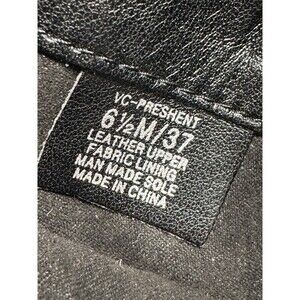 VC-PRESHENT
6½M/37
LEATHER UPPER
FABRIC LINING
MAN MADE SOLE
MADE IN CHINA